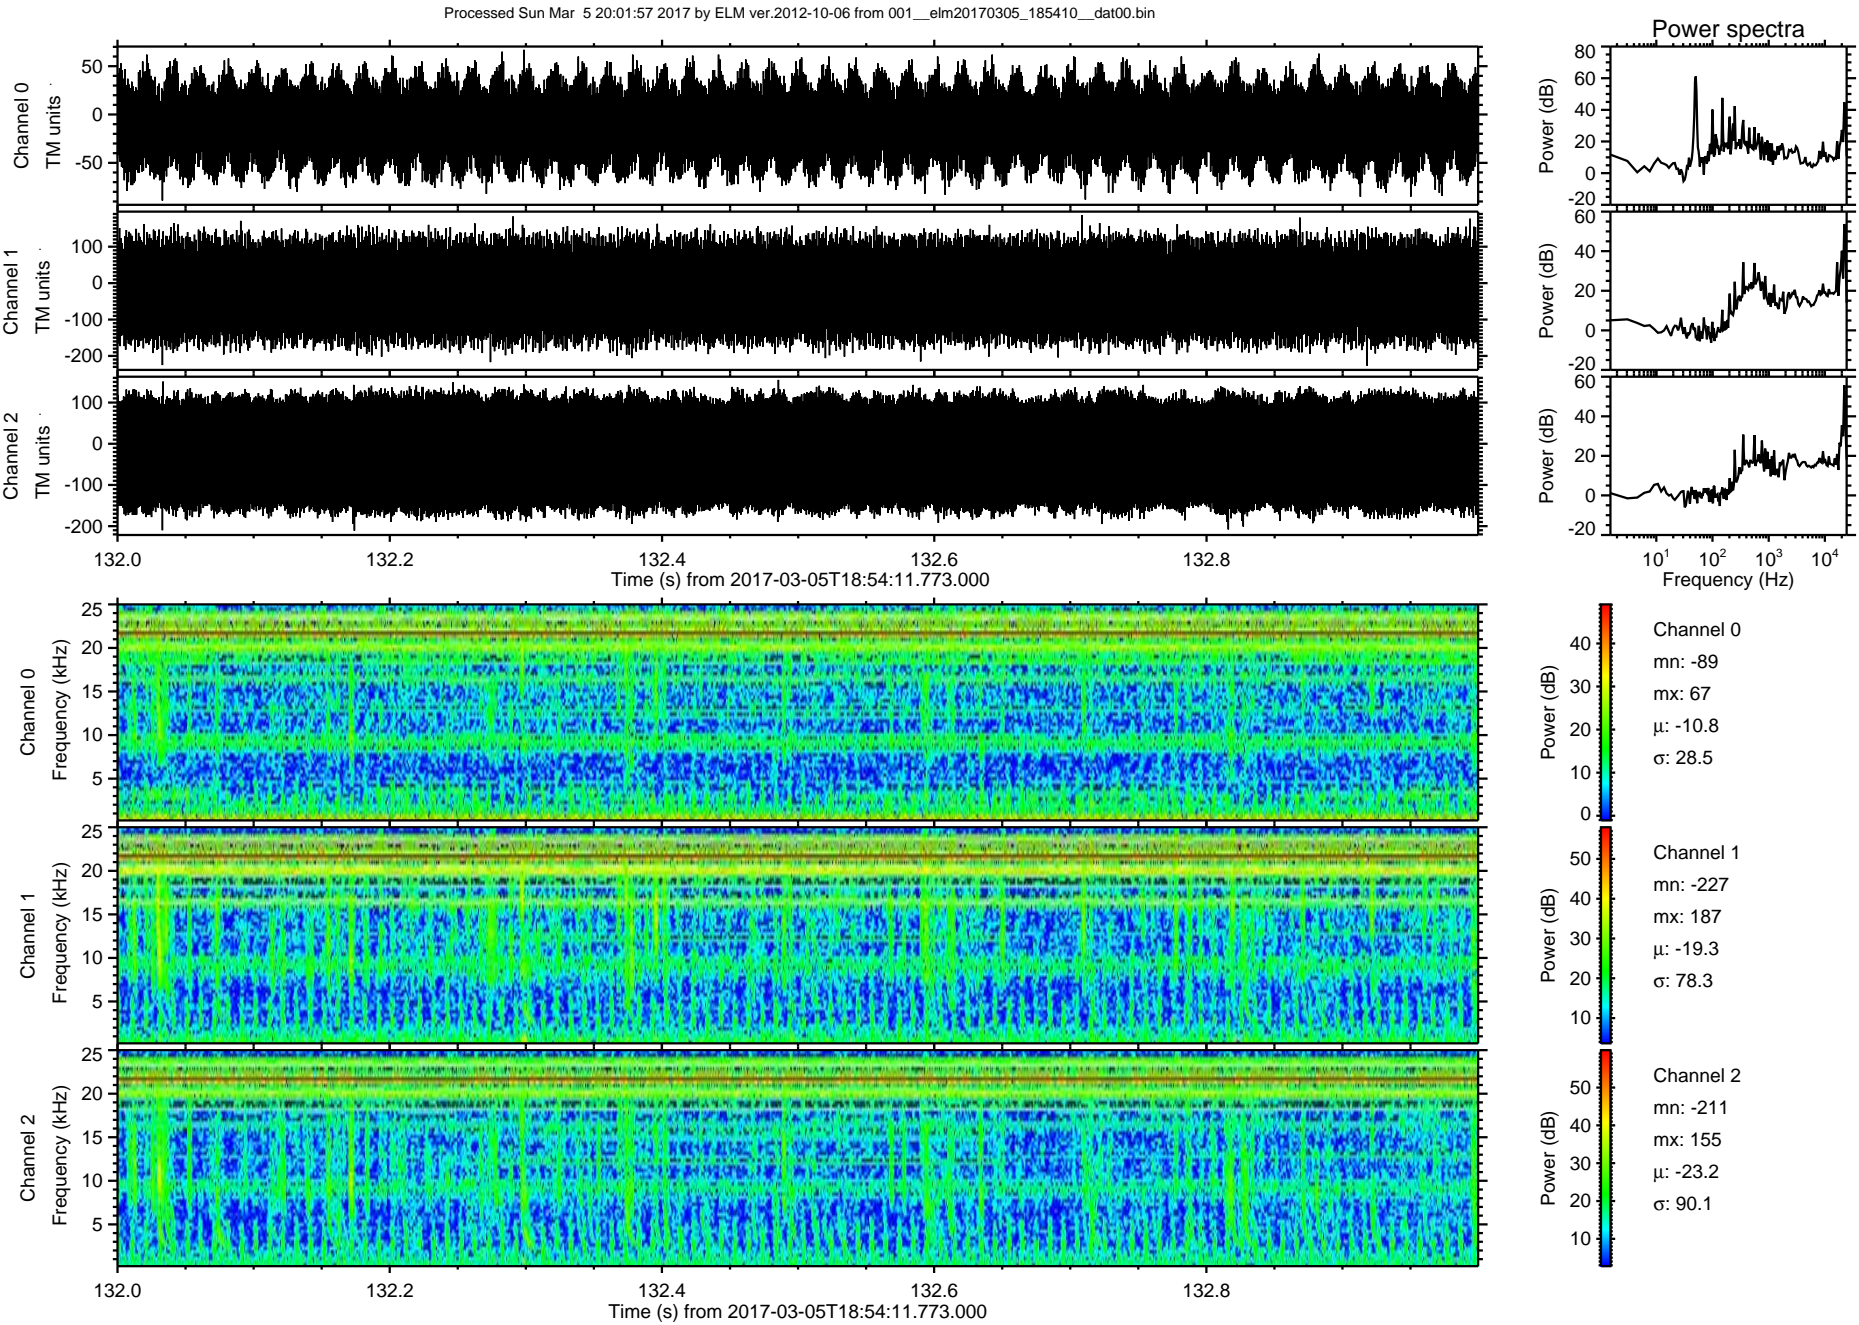 Processed Sun Mar  5 20:01:57 2017 by ELM ver.2012-10-06 from 001__elm20170305_185410__dat00.bin
Power spectra
Channel 0
TM units
50
0
-50
Power (dB)
80
60
40
20
0
-20
Channel 1
TM units
100
0
-100
-200
Power (dB)
60
40
20
0
-20
Channel 2
TM units
100
0
-100
-200
Power (dB)
60
40
20
0
-20
132.0 132.2 132.4 132.6 132.8
Time (s) from 2017-03-05T18:54:11.773.000
10^1 10^2 10^3 10^4
Frequency (Hz)
Channel 0
Frequency (kHz)
25
20
15
10
5
Power (dB)
40
30
20
10
0
Channel 0
mn: -89
mx: 67
μ: -10.8
σ: 28.5
Channel 1
Frequency (kHz)
25
20
15
10
5
Power (dB)
50
40
30
20
10
Channel 1
mn: -227
mx: 187
μ: -19.3
σ: 78.3
Channel 2
Frequency (kHz)
25
20
15
10
5
Power (dB)
50
40
30
20
10
Channel 2
mn: -211
mx: 155
μ: -23.2
σ: 90.1
132.0 132.2 132.4 132.6 132.8
Time (s) from 2017-03-05T18:54:11.773.000